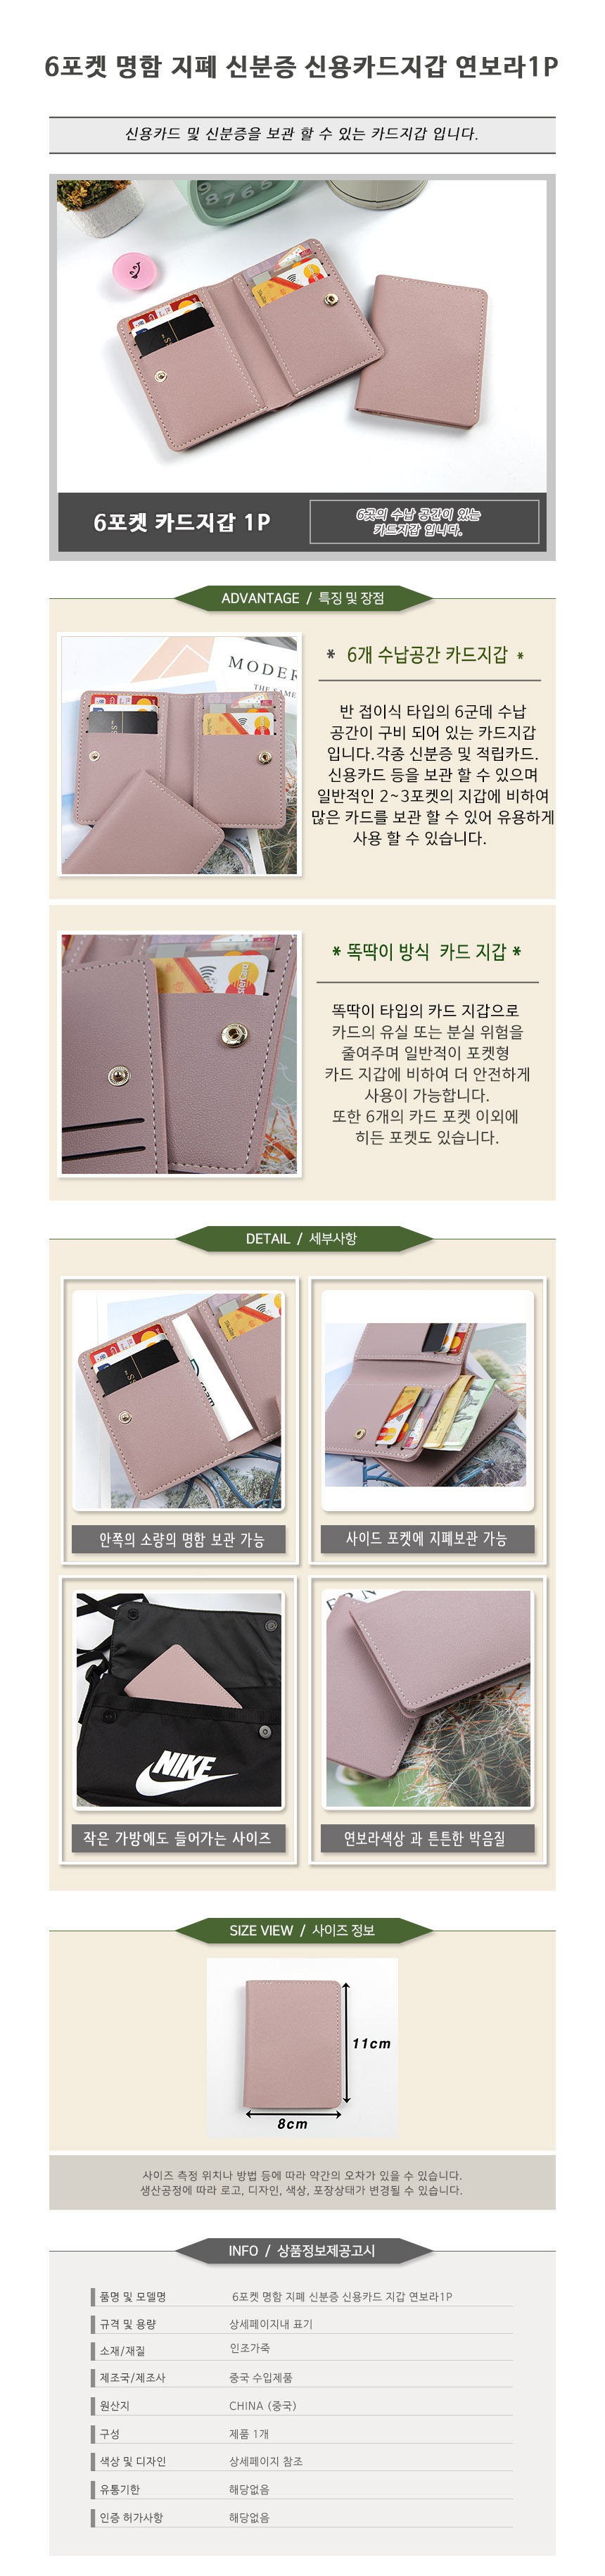 6포켓 명함 지폐 신분증 신용카드지갑 연보라1P
신용카드 및 신분증을 보관 할 수 있는 카드지갑 입니다.
6포켓 카드지갑 1P
6곳의 수납 공간이 있는
카드지갑 입니다.
ADVANTAGE / 특징 및 장점
MODER
THE SAME
* 6개 수납공간 카드지갑 *
반 접이식 타입의 6군데 수납
공간이 구비 되어 있는 카드지갑
입니다.각종 신분증 및 적립카드.
신용카드 등을 보관 할 수 있으며
일반적인 2~3포켓의 지갑에 비하여
많은 카드를 보관 할 수 있어 유용하게
사용 할 수 있습니다.
* 똑딱이 방식 카드 지갑 *
똑딱이 타입의 카드 지갑으로
카드의 유실 또는 분실 위험을
줄여주며 일반적이 포켓형
카드 지갑에 비하여 더 안전하게
사용이 가능합니다.
또한 6개의 카드 포켓 이외에
히든 포켓도 있습니다.
DETAIL / 세부사항
안쪽의 소량의 명함 보관 가능
사이드 포켓에 지폐보관 가능
NIKE
작은 가방에도 들어가는 사이즈
연보라색상 과 튼튼한 박음질
SIZE VIEW / 사이즈 정보
11cm
8cm
사이즈 측정 위치나 방법 등에 따라 약간의 오차가 있을 수 있습니다.
생산공정에 따라 로고, 디자인, 색상, 포장상태가 변경될 수 있습니다.
INFO / 상품정보제공고시
품명 및 모델명 6포켓 명함 지폐 신분증 신용카드 지갑 연보라1P
규격 및 용량 상세페이지내 표기
소재/재질 인조가죽
제조국/제조사 중국 수입제품
원산지 CHINA (중국)
구성 제품 1개
색상 및 디자인 상세페이지 참조
유통기한 해당없음
인증 허가사항 해당없음